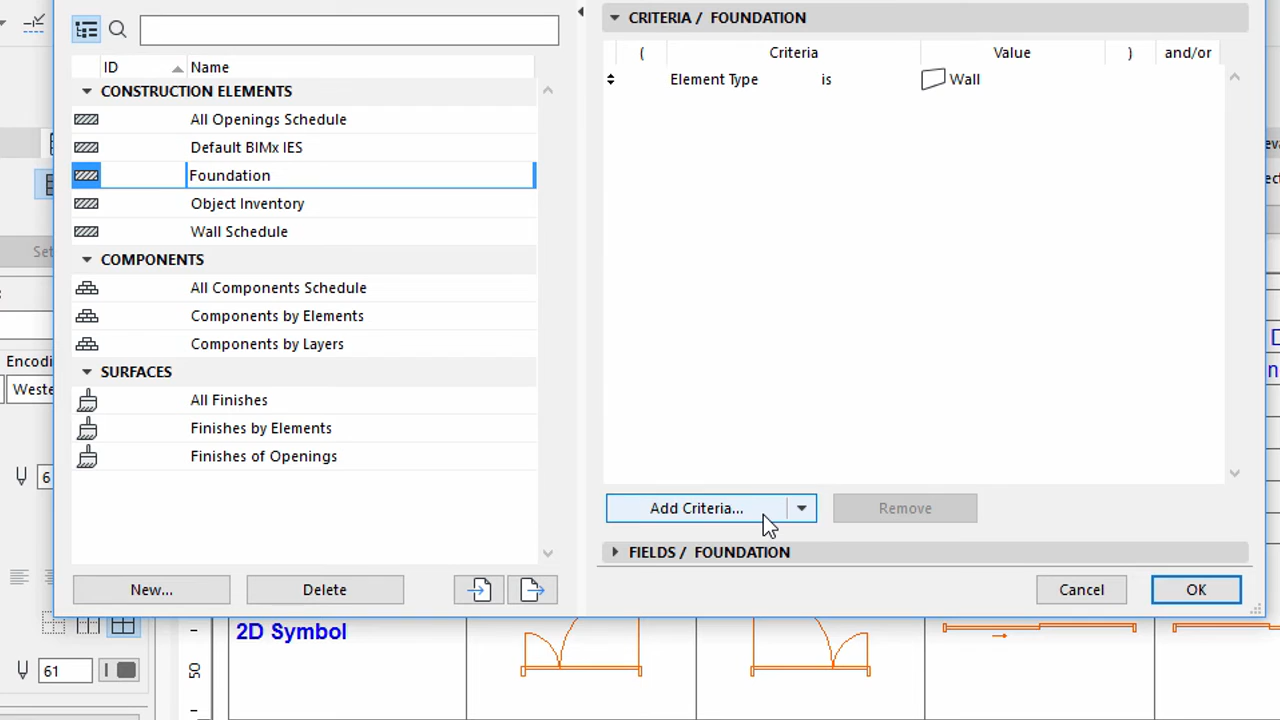 CRITERIA / FOUNDATION
( Criteria Value ) and/or
Element Type is Wall
ID Name
CONSTRUCTION ELEMENTS
All Openings Schedule
Default BIMx IES
Foundation
Object Inventory
Wall Schedule
COMPONENTS
All Components Schedule
Components by Elements
Components by Layers
SURFACES
All Finishes
Finishes by Elements
Finishes of Openings
Add Criteria... Remove
FIELDS / FOUNDATION
New... Delete
Cancel OK
Set
Encodi
Weste
6
2D Symbol
50
61